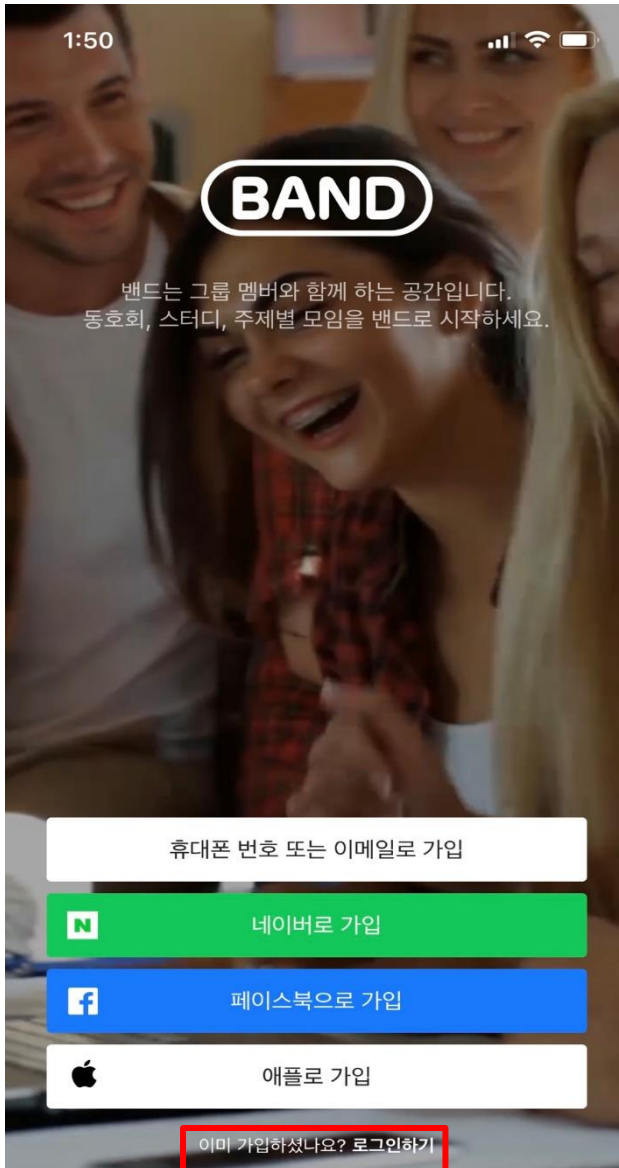 1:50
BAND
밴드는 그룹 멤버와 함께 하는 공간입니다.
동호회, 스터디, 주제별 모임을 밴드로 시작하세요.
휴대폰 번호 또는 이메일로 가입
N 네이버로 가입
f 페이스북으로 가입
애플로 가입
이미 가입하셨나요? 로그인하기